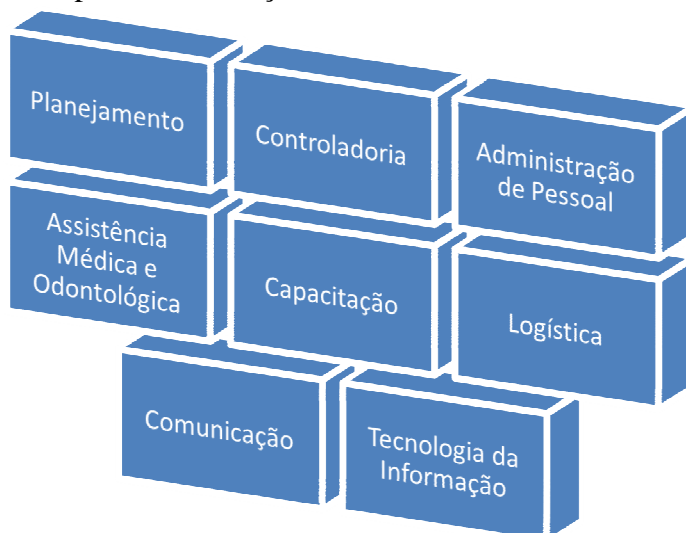 Planejamento
Controladoria
Administração
de Pessoal
Assistência
Médica e
Odontológica
Capacitação
Logística
Comunicação
Tecnologia da
Informação